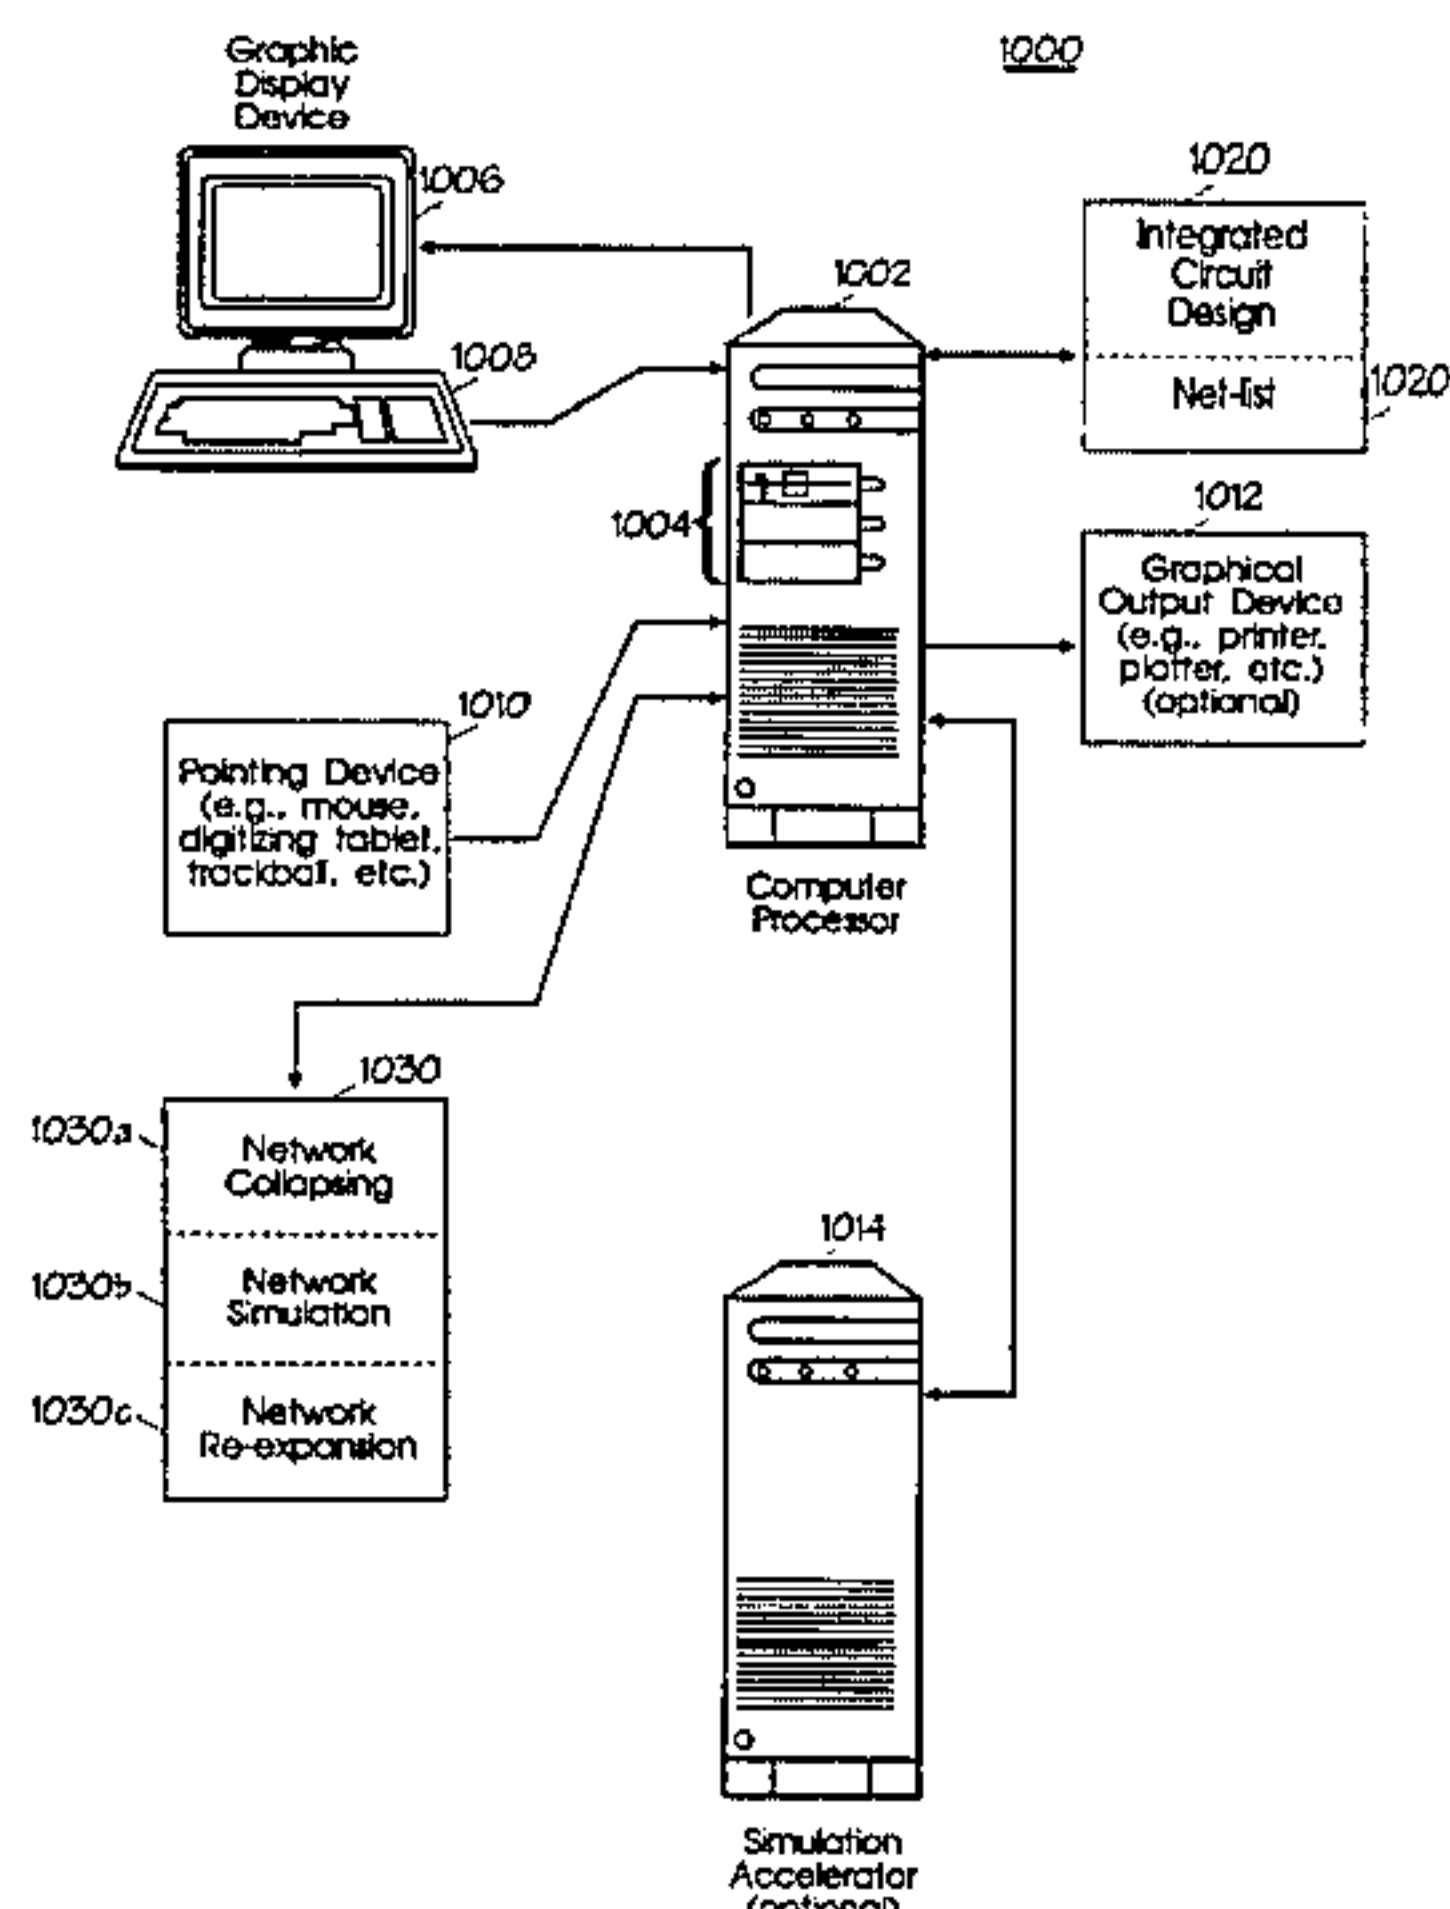 Graphic
Display
Device
1000
1006
1020
Integrated
Circuit
Design
Net-list
1020
1002
1008
1004
1012
Graphical
Output Device
(e.g., printer,
plotter, etc.)
(optional)
1010
Pointing Device
(e.g., mouse,
digitizing tablet,
trackball, etc.)
Computer
Processor
1030
1030a
Network
Collapsing
1030b
Network
Simulation
1030c
Network
Re-expansion
1014
Simulation
Accelerator
(optional)